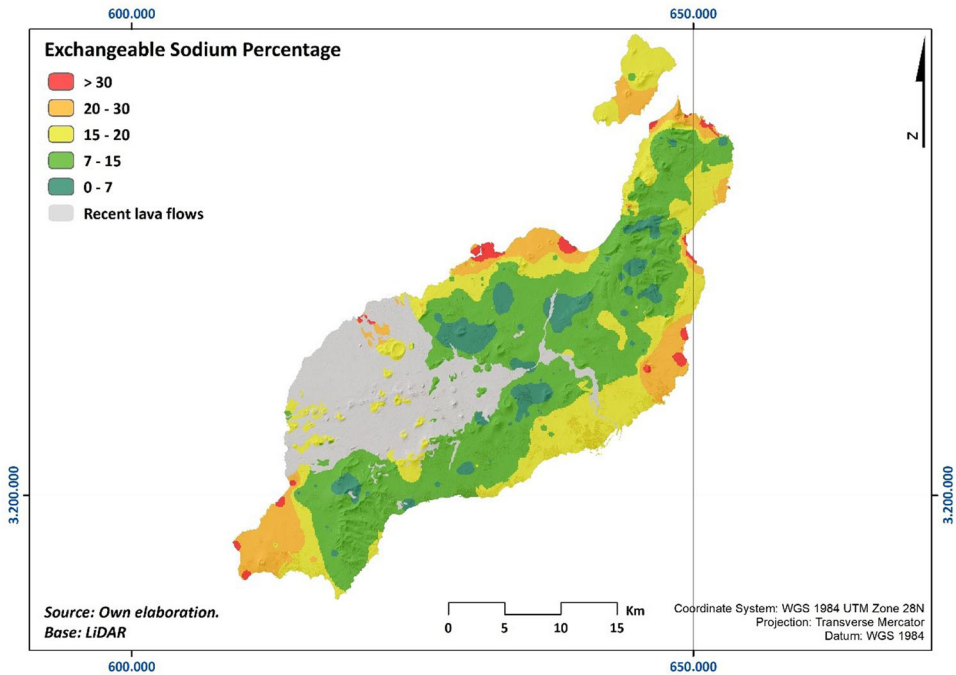 600.000
650.000
Exchangeable Sodium Percentage
> 30
20 - 30
15 - 20
7 - 15
0 - 7
Recent lava flows
N
3.200.000
3.200.000
Source: Own elaboration.
Base: LiDAR
Km
0 5 10 15
Coordinate System: WGS 1984 UTM Zone 28N
Projection: Transverse Mercator
Datum: WGS 1984
600.000
650.000